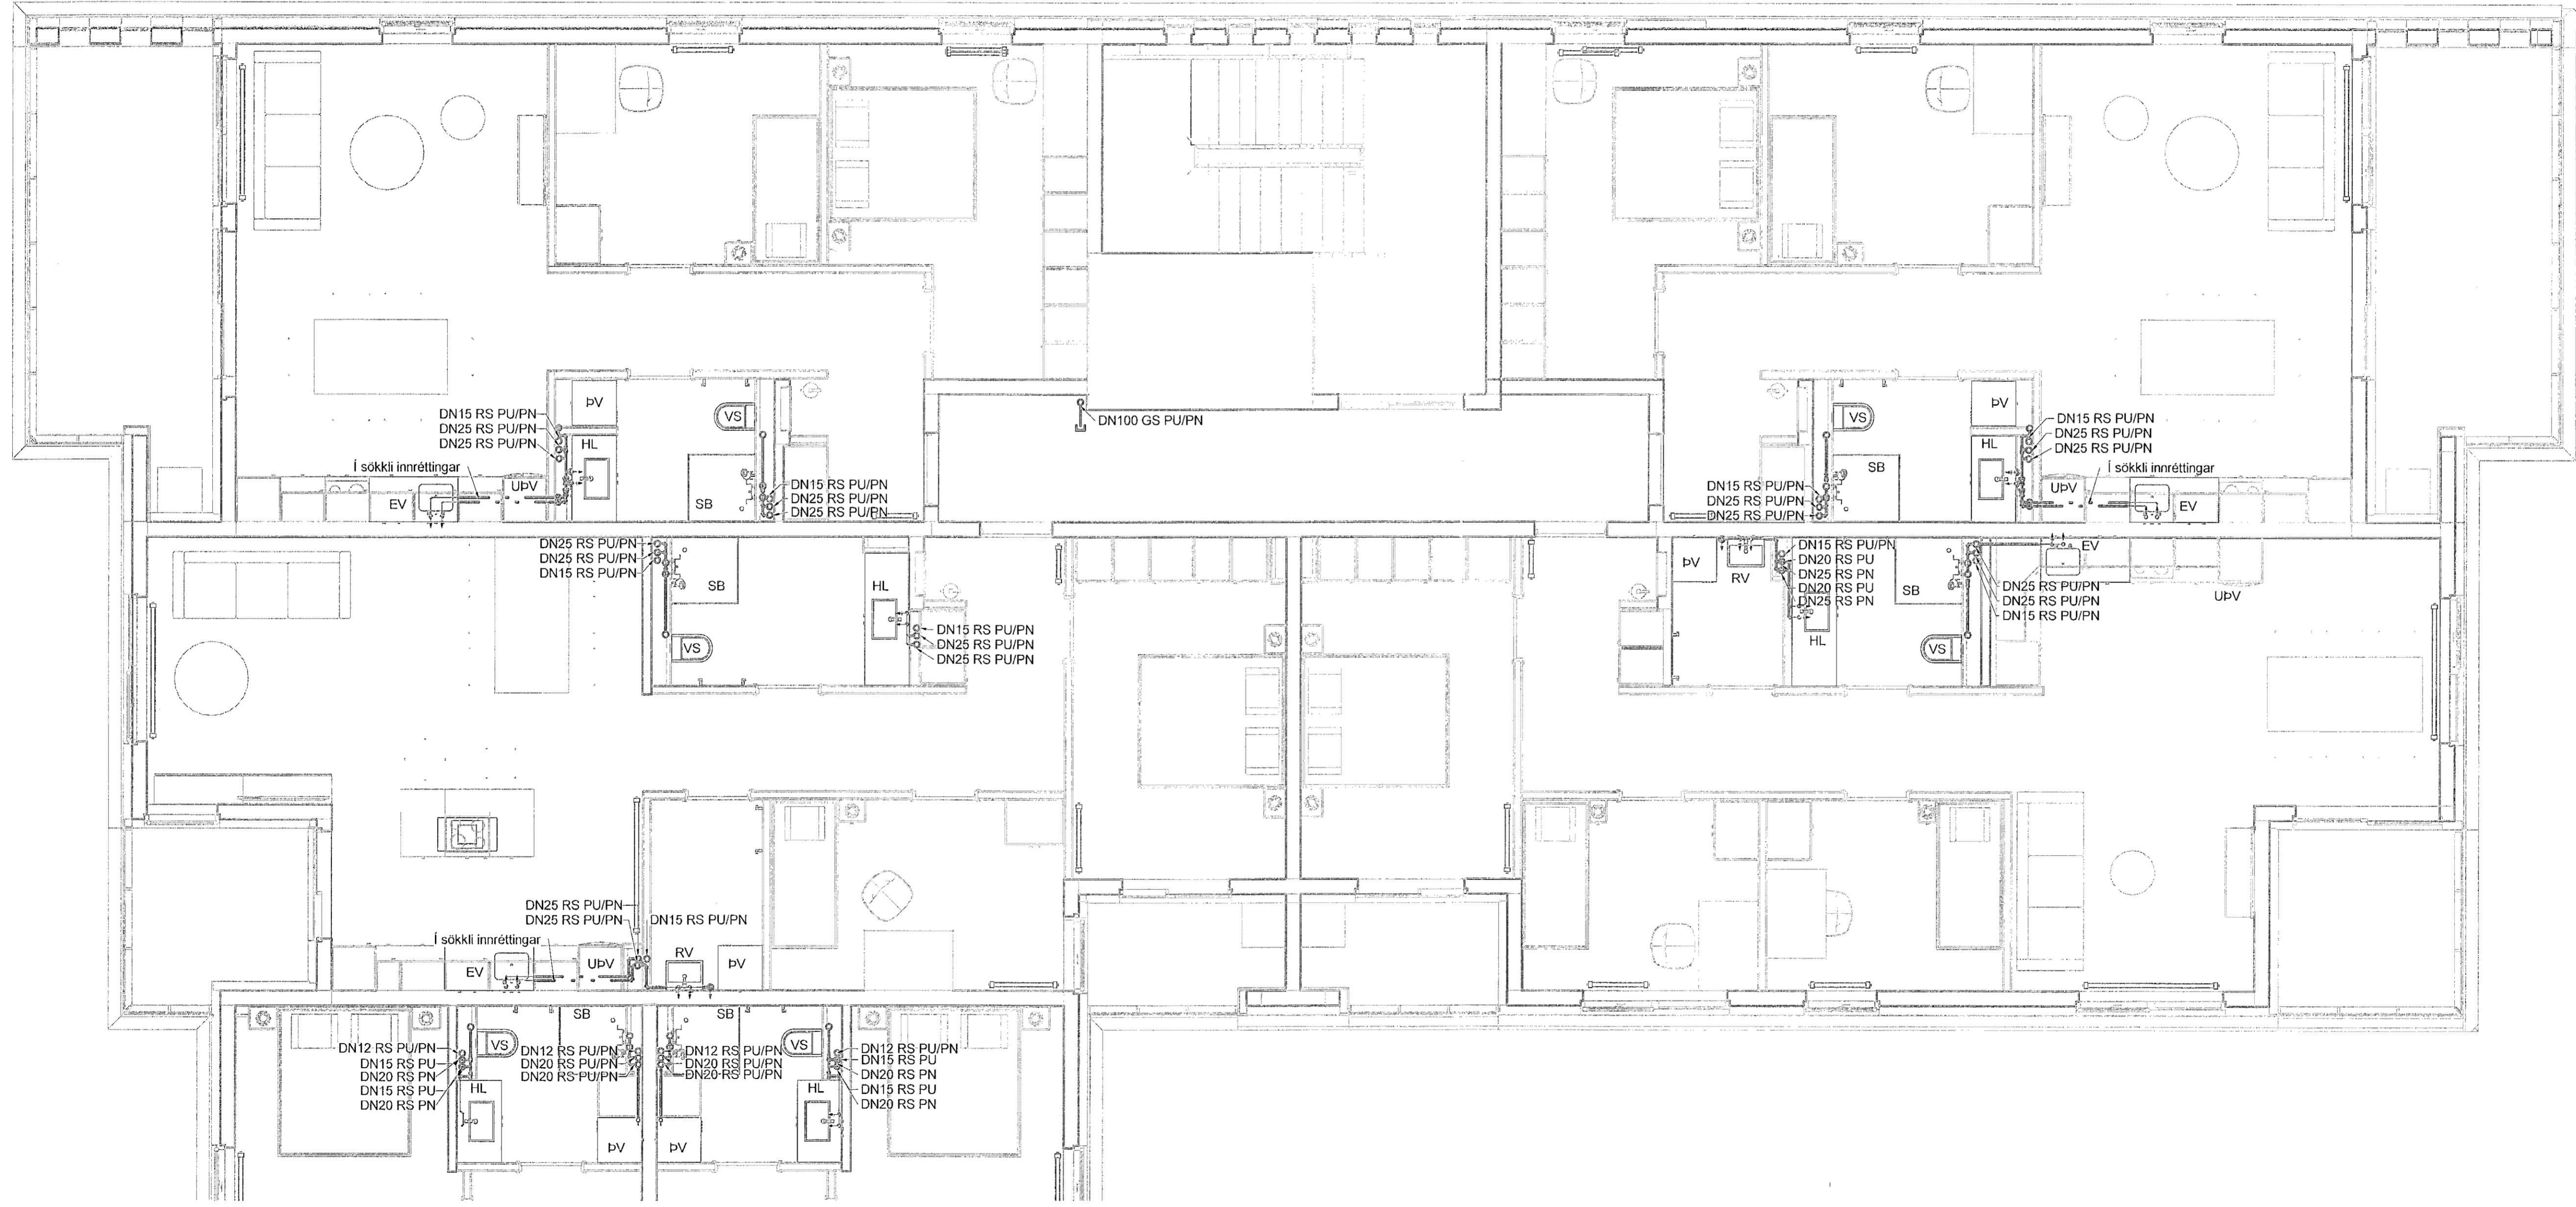 ÞV
VS
DN15 RS PU/PN
DN25 RS PU/PN
DN25 RS PU/PN
HL
Í sökkli innréttingar
UÞV
EV
SB
DN15 RS PU/PN
DN25 RS PU/PN
DN25 RS PU/PN
DN100 GS PU/PN
VS
ÞV
DN15 RS PU/PN
DN25 RS PU/PN
DN25 RS PU/PN
HL
SB
Í sökkli innréttingar
UÞV
EV
DN15 RS PU/PN
DN25 RS PU/PN
DN25 RS PU/PN
DN25 RS PU/PN
DN25 RS PU/PN
DN15 RS PU/PN
SB
HL
VS
DN15 RS PU/PN
DN25 RS PU/PN
DN25 RS PU/PN
ÞV
RV
DN15 RS PU/PN
DN20 RS PU
DN25 RS PN
DN20 RS PU
DN25 RS PN
HL
SB
VS
EV
DN25 RS PU/PN
DN25 RS PU/PN
DN15 RS PU/PN
UÞV
DN25 RS PU/PN
DN25 RS PU/PN
DN15 RS PU/PN
Í sökkli innréttingar
EV
UÞV
RV
ÞV
SB
SB
VS
VS
DN12 RS PU/PN
DN15 RS PU
DN20 RS PN
DN15 RS PU
DN20 RS PN
HL
DN12 RS PU/PN
DN20 RS PU/PN
DN20 RS PU/PN
DN12 RS PU/PN
DN20 RS PU/PN
DN20 RS PU/PN
DN12 RS PU/PN
DN15 RS PU
DN20 RS PN
DN15 RS PU
DN20 RS PN
HL
ÞV
ÞV